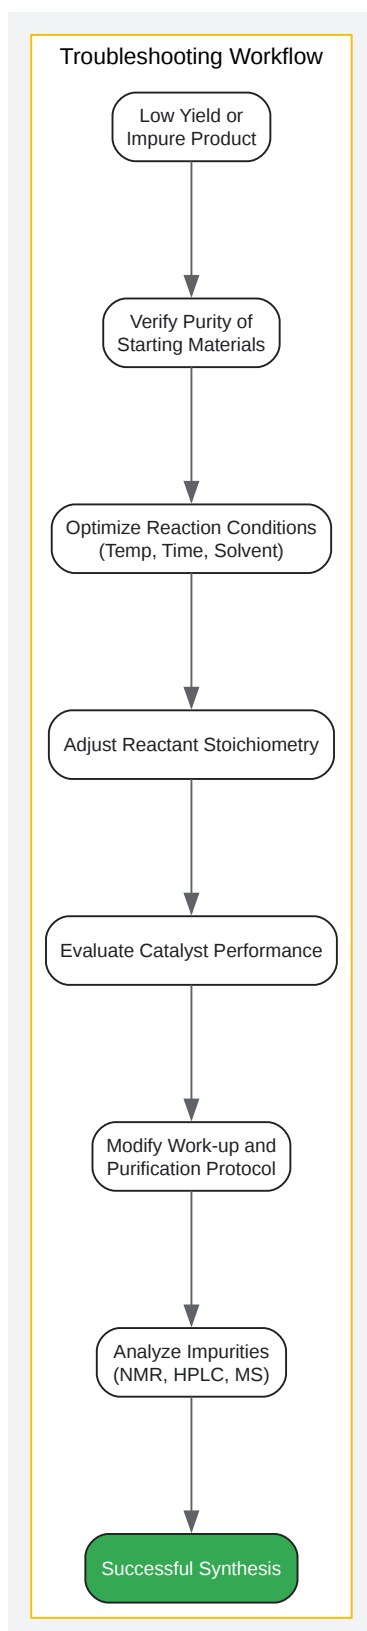 Troubleshooting Workflow
Low Yield or
Impure Product
Verify Purity of
Starting Materials
Optimize Reaction Conditions
(Temp, Time, Solvent)
Adjust Reactant Stoichiometry
Evaluate Catalyst Performance
Modify Work-up and
Purification Protocol
Analyze Impurities
(NMR, HPLC, MS)
Successful Synthesis